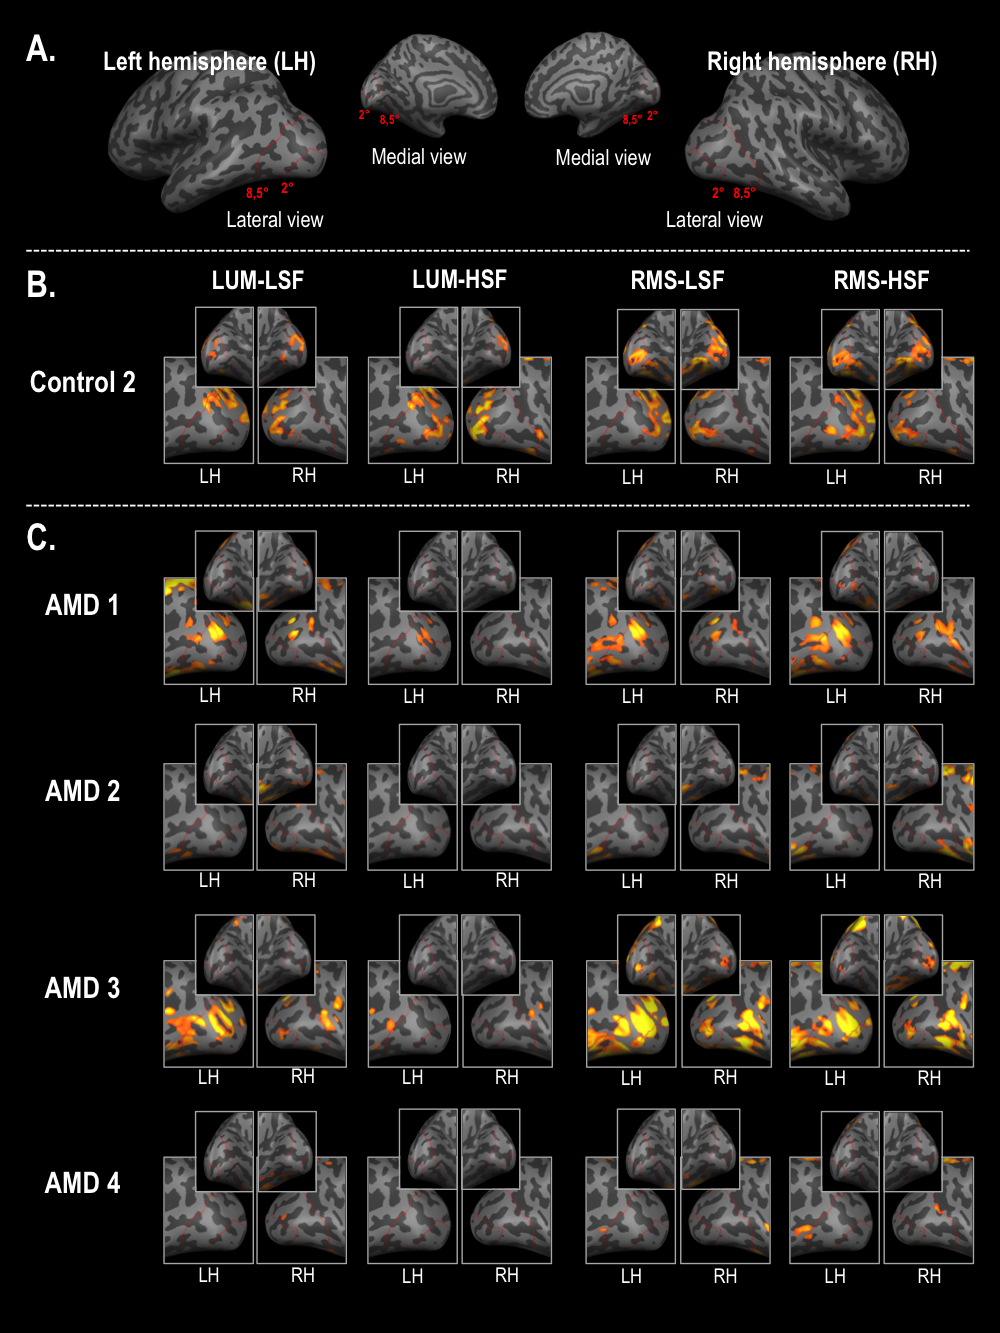 A.
Left hemisphere (LH)
Right hemisphere (RH)
2° 8,5°
8,5° 2°
Medial view
Medial view
8,5° 2°
2° 8,5°
Lateral view
Lateral view
B.
LUM-LSF
LUM-HSF
RMS-LSF
RMS-HSF
Control 2
LH RH LH RH LH RH LH RH
C.
AMD 1
LH RH LH RH LH RH LH RH
AMD 2
LH RH LH RH LH RH LH RH
AMD 3
LH RH LH RH LH RH LH RH
AMD 4
LH RH LH RH LH RH LH RH